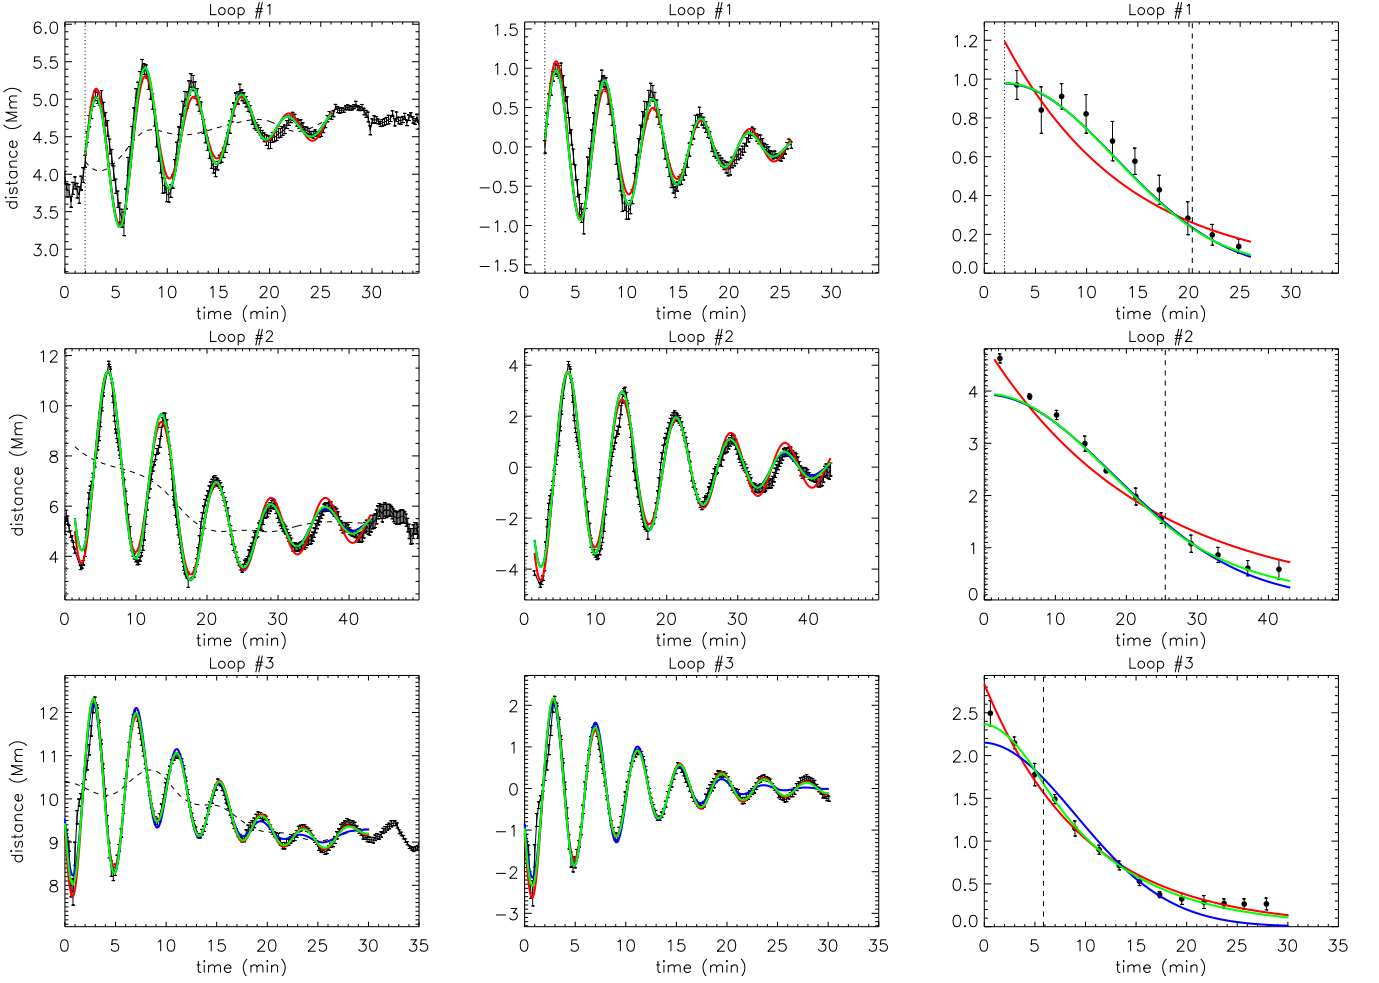 Loop #1 Loop #1 Loop #1
distance (Mm)
6.0 5.5 5.0 4.5 4.0 3.5 3.0
0 5 10 15 20 25 30
time (min)
1.5 1.0 0.5 0.0 −0.5 −1.0 −1.5
0 5 10 15 20 25 30
time (min)
1.2 1.0 0.8 0.6 0.4 0.2 0.0
0 5 10 15 20 25 30
time (min)
Loop #2 Loop #2 Loop #2
distance (Mm)
12 10 8 6 4
0 10 20 30 40
time (min)
4 2 0 −2 −4
0 10 20 30 40
time (min)
4 3 2 1 0
0 10 20 30 40
time (min)
Loop #3 Loop #3 Loop #3
distance (Mm)
12 11 10 9 8
0 5 10 15 20 25 30 35
time (min)
2 1 0 −1 −2 −3
0 5 10 15 20 25 30 35
time (min)
2.5 2.0 1.5 1.0 0.5 0.0
0 5 10 15 20 25 30 35
time (min)